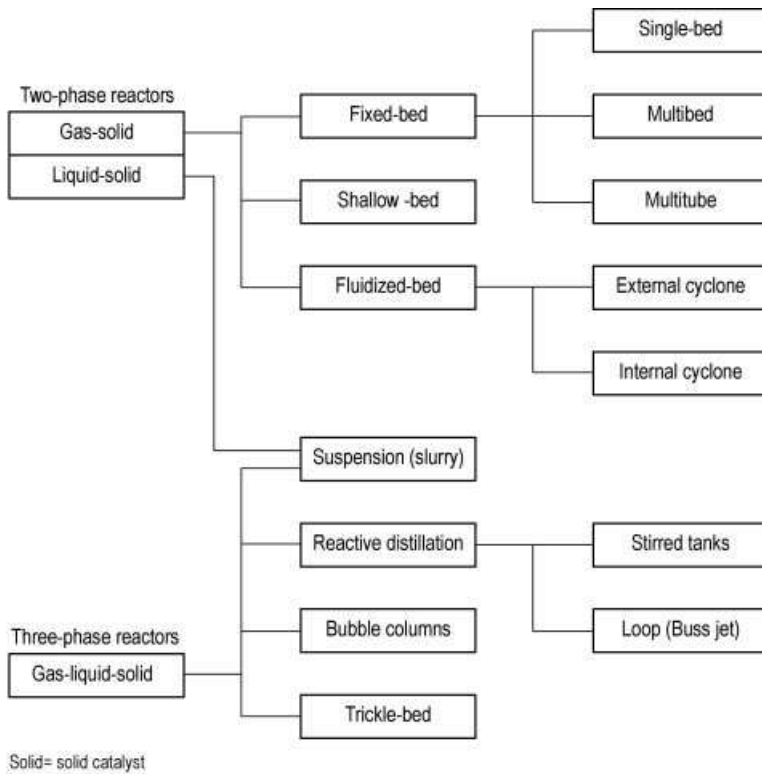 Single-bed
Two-phase reactors
Gas-solid
Fixed-bed
Multibed
Liquid-solid
Shallow -bed
Multitube
Fluidized-bed
External cyclone
Internal cyclone
Suspension (slurry)
Reactive distillation
Stirred tanks
Three-phase reactors
Bubble columns
Loop (Buss jet)
Gas-liquid-solid
Trickle-bed
Solid= solid catalyst